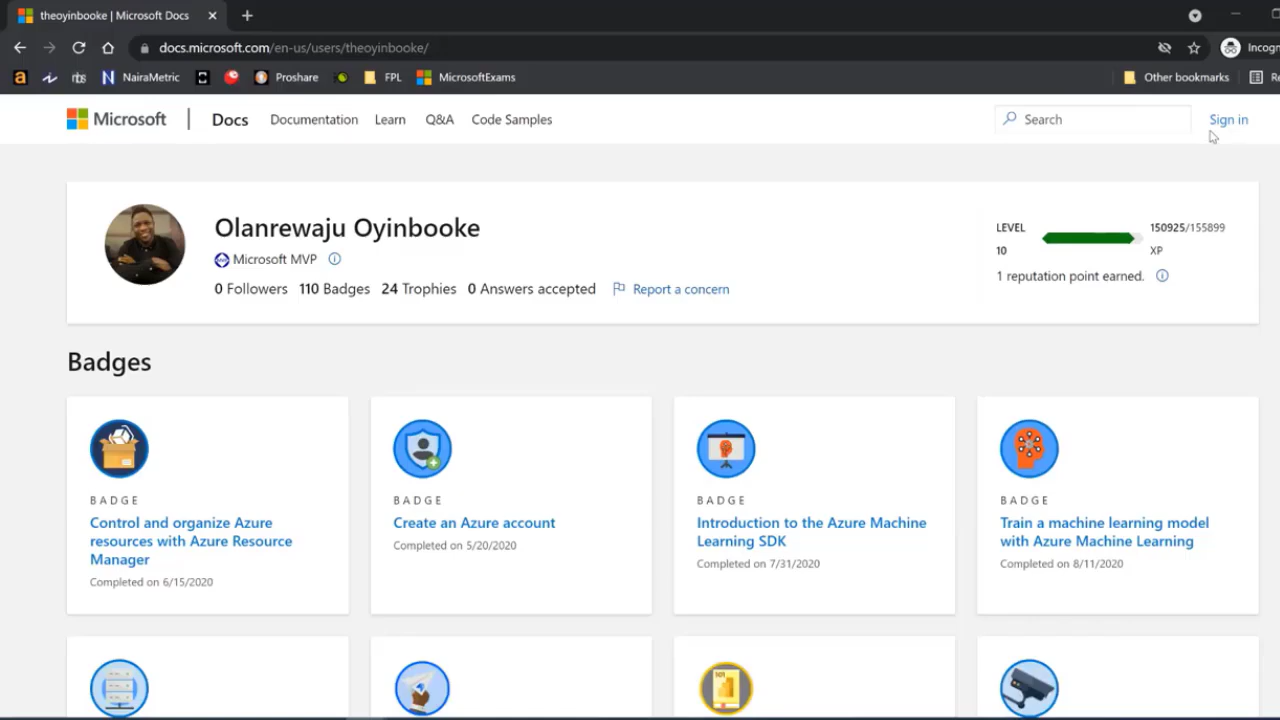 theoyinbooke | Microsoft Docs
docs.microsoft.com/en-us/users/theoyinbooke/
NairaMetric
Proshare
FPL
MicrosoftExams
Other bookmarks
Microsoft
Docs
Documentation
Learn
Q&A
Code Samples
Search
Sign in
Olanrewaju Oyinbooke
Microsoft MVP
0 Followers 110 Badges 24 Trophies 0 Answers accepted
Report a concern
LEVEL
10
150925/155899
XP
1 reputation point earned.
Badges
BADGE
Control and organize Azure
resources with Azure Resource
Manager
Completed on 6/15/2020
BADGE
Create an Azure account
Completed on 5/20/2020
BADGE
Introduction to the Azure Machine
Learning SDK
Completed on 7/31/2020
BADGE
Train a machine learning model
with Azure Machine Learning
Completed on 8/11/2020